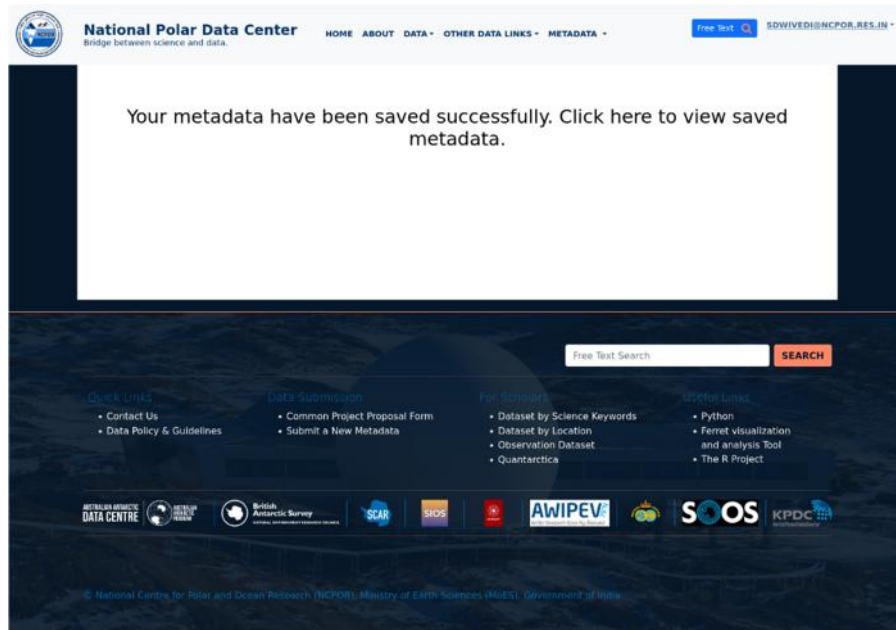 National Polar Data Center
Bridge between science and data.
HOME ABOUT DATA OTHER DATA LINKS METADATA
Free Text
SDWIVEDI@NCPOR.RES.IN
Your metadata have been saved successfully. Click here to view saved
metadata.
Free Text Search
SEARCH
Quick Links
• Contact Us
• Data Policy & Guidelines
Data Submission
• Common Project Proposal Form
• Submit a New Metadata
For Scholars
• Dataset by Science Keywords
• Dataset by Location
• Observation Dataset
• Quantarctica
Useful Links
• Python
• Ferret visualization
and analysis Tool
• The R Project
AUSTRALIAN ANTARCTIC
DATA CENTRE
British
Antarctic Survey
NATURAL ENVIRONMENT RESEARCH COUNCIL
SCAR
SIOS
AWIPEV
SOOS
KPDC
© National Centre for Polar and Ocean Research (NCPOR), Ministry of Earth Sciences (MoES), Government of India